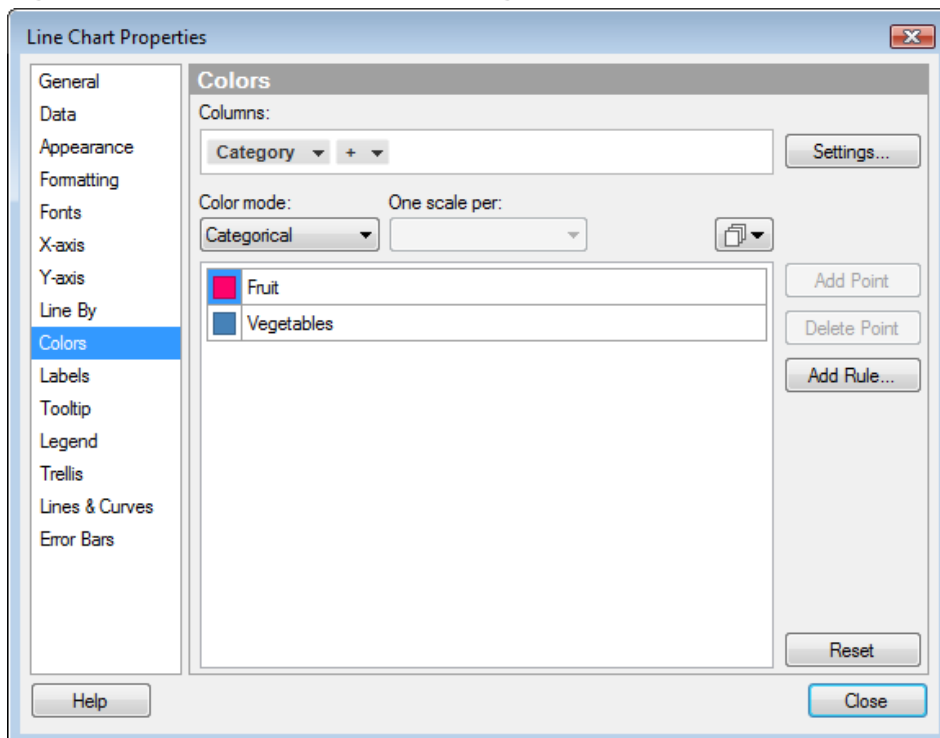 Line Chart Properties
General
Data
Appearance
Formatting
Fonts
X-axis
Y-axis
Line By
Colors
Labels
Tooltip
Legend
Trellis
Lines & Curves
Error Bars
Colors
Columns:
Category +
Settings...
Color mode: One scale per:
Categorical
Fruit
Vegetables
Add Point
Delete Point
Add Rule...
Reset
Help
Close